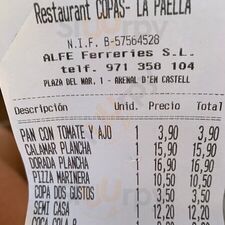 Restaurant COPAS- LA PAELLA
N.I.F. B-57564528
ALFE Ferreries S.L.
telf. 971 358 104
PLAZA DEL MAR, 1 - ARENAL D'EN CASTELL
Descripción Unid. Precio Total
PAN CON TOMATE Y AJO 1 3,90 3,90
CALAMAR PLANCHA 1 15,90 15,90
DORADA PLANCHA 1 16,90 16,90
PIZZA MARINERA 1 10,50 10,50
COPA DOS GUSTOS 1 3,50 3,50
SEMI CASA 1 12,20 12,20
COCA COLA